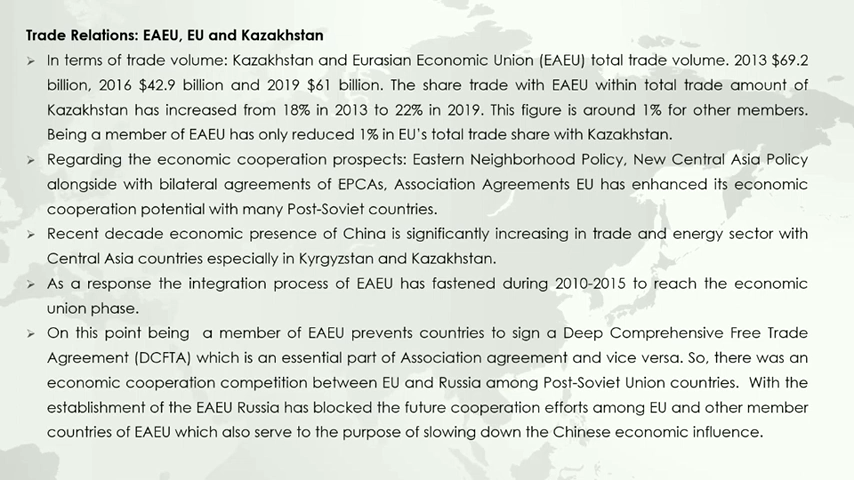 Trade Relations: EAEU, EU and Kazakhstan
➢ In terms of trade volume: Kazakhstan and Eurasian Economic Union (EAEU) total trade volume. 2013 $69.2
billion, 2016 $42.9 billion and 2019 $61 billion. The share trade with EAEU within total trade amount of
Kazakhstan has increased from 18% in 2013 to 22% in 2019. This figure is around 1% for other members.
Being a member of EAEU has only reduced 1% in EU's total trade share with Kazakhstan.
➢ Regarding the economic cooperation prospects: Eastern Neighborhood Policy, New Central Asia Policy
alongside with bilateral agreements of EPCAs, Association Agreements EU has enhanced its economic
cooperation potential with many Post-Soviet countries.
➢ Recent decade economic presence of China is significantly increasing in trade and energy sector with
Central Asia countries especially in Kyrgyzstan and Kazakhstan.
➢ As a response the integration process of EAEU has fastened during 2010-2015 to reach the economic
union phase.
➢ On this point being a member of EAEU prevents countries to sign a Deep Comprehensive Free Trade
Agreement (DCFTA) which is an essential part of Association agreement and vice versa. So, there was an
economic cooperation competition between EU and Russia among Post-Soviet Union countries. With the
establishment of the EAEU Russia has blocked the future cooperation efforts among EU and other member
countries of EAEU which also serve to the purpose of slowing down the Chinese economic influence.